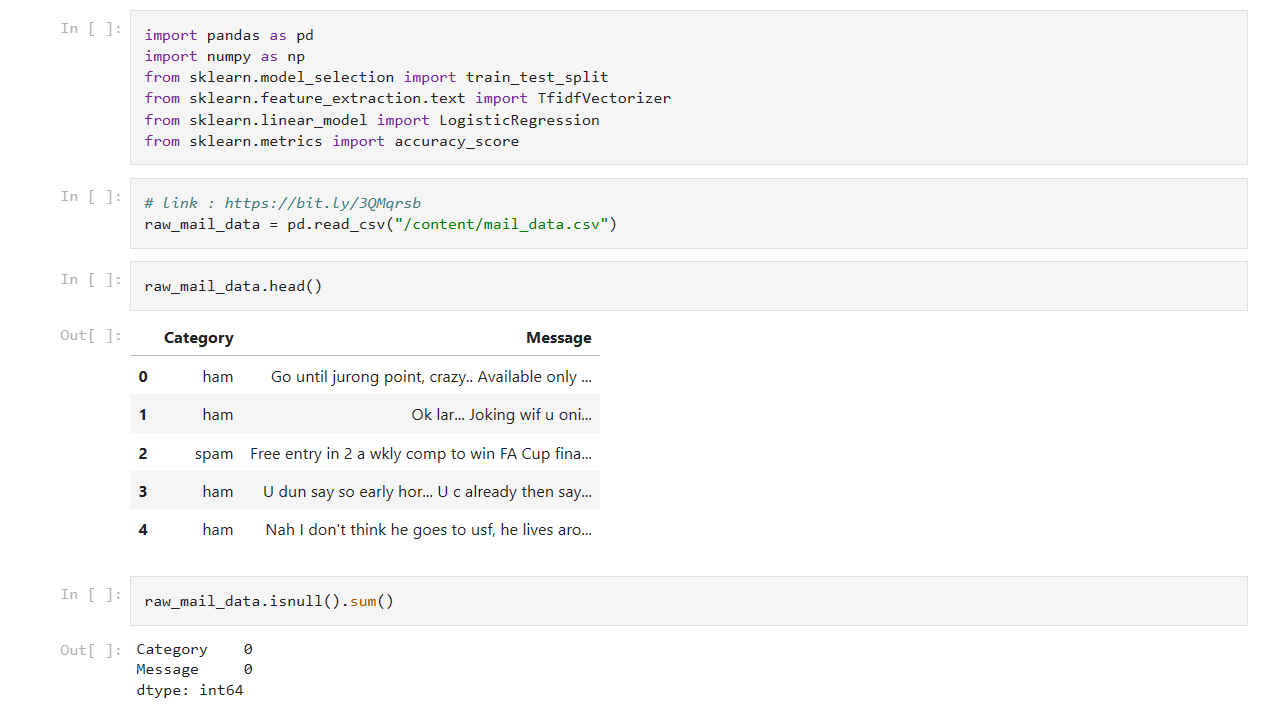 In [ ]:
import pandas as pd
import numpy as np
from sklearn.model_selection import train_test_split
from sklearn.feature_extraction.text import TfidfVectorizer
from sklearn.linear_model import LogisticRegression
from sklearn.metrics import accuracy_score
In [ ]:
# link : https://bit.ly/3QMqrsb
raw_mail_data = pd.read_csv("/content/mail_data.csv")
In [ ]:
raw_mail_data.head()
Out[ ]:
Category Message
0 ham Go until jurong point, crazy.. Available only ...
1 ham Ok lar... Joking wif u oni...
2 spam Free entry in 2 a wkly comp to win FA Cup fina...
3 ham U dun say so early hor... U c already then say...
4 ham Nah I don't think he goes to usf, he lives aro...
In [ ]:
raw_mail_data.isnull().sum()
Out[ ]:
Category 0
Message 0
dtype: int64